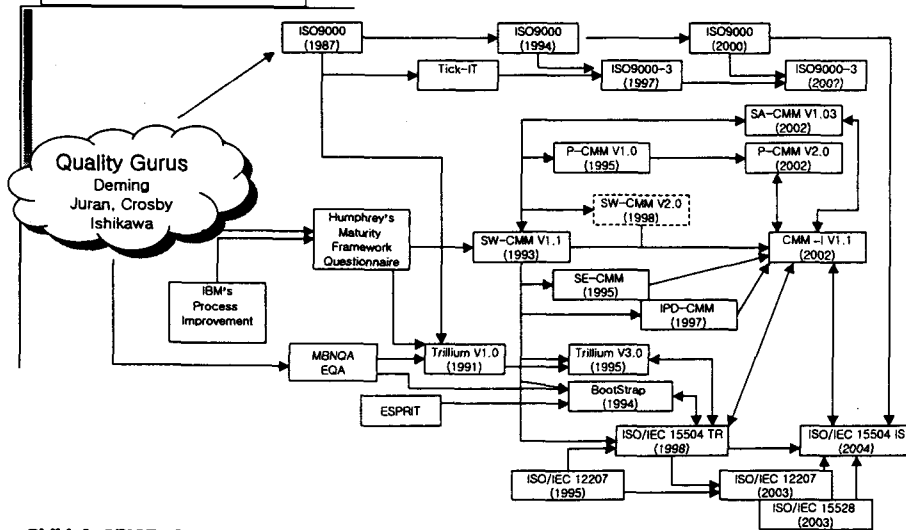 ISO9000
(1987)
ISO9000
(1994)
ISO9000
(2000)
Tick-IT
ISO9000-3
(1997)
ISO9000-3
(200?)
SA-CMM V1.03
(2002)
P-CMM V1.0
(1995)
P-CMM V2.0
(2002)
Quality Gurus
Deming
Juran, Crosby
Ishikawa
SW-CMM V2.0
(1998)
Humphrey's
Maturity
Framework
Questionnaire
SW-CMM V1.1
(1993)
CMM -I V1.1
(2002)
IBM's
Process
Improvement
SE-CMM
(1995)
IPD-CMM
(1997)
MBNQA
EQA
Trillium V1.0
(1991)
Trillium V3.0
(1995)
BootStrap
(1994)
ESPRIT
ISO/IEC 15504 TR
(1998)
ISO/IEC 15504 IS
(2004)
ISO/IEC 12207
(1995)
ISO/IEC 12207
(2003)
ISO/IEC 15528
(2003)